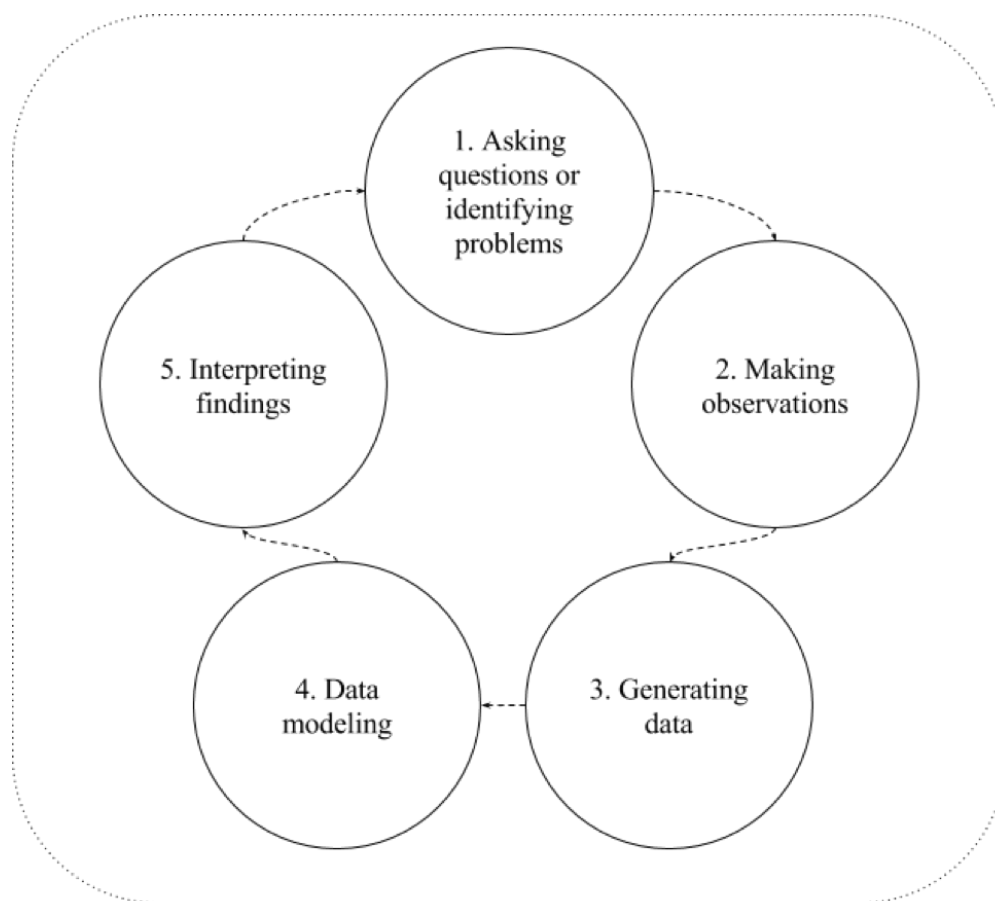 1. Asking
questions or
identifying
problems
2. Making
observations
3. Generating
data
4. Data
modeling
5. Interpreting
findings